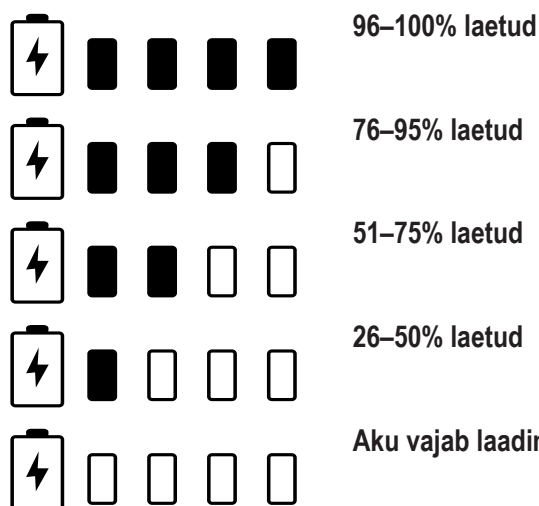 96–100% laetud
76–95% laetud
51–75% laetud
26–50% laetud
Aku vajab